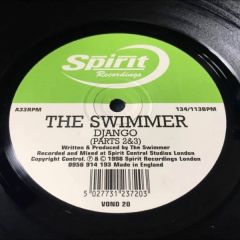 Spirit
Recordings
A33BPM
134/113BPM
THE SWIMMER
DJANGO
(PARTS 2&3)
Written & Produced by The Swimmer
Recorded and Mixed at Spirit Central Studios London
Copyright Control. ℗ & © 1998 Spirit Recordings London
0956 914 193 Made in England
5 027731 237203
VOND 20